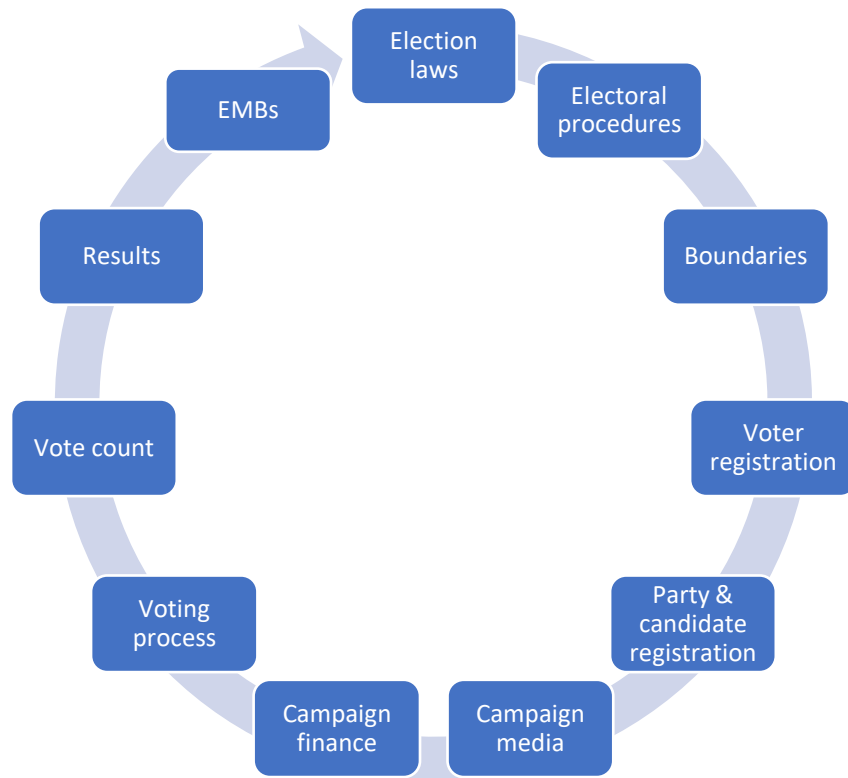 Election
laws
Electoral
procedures
Boundaries
Voter
registration
Party &
candidate
registration
Campaign
media
Campaign
finance
Voting
process
Vote count
Results
EMBs